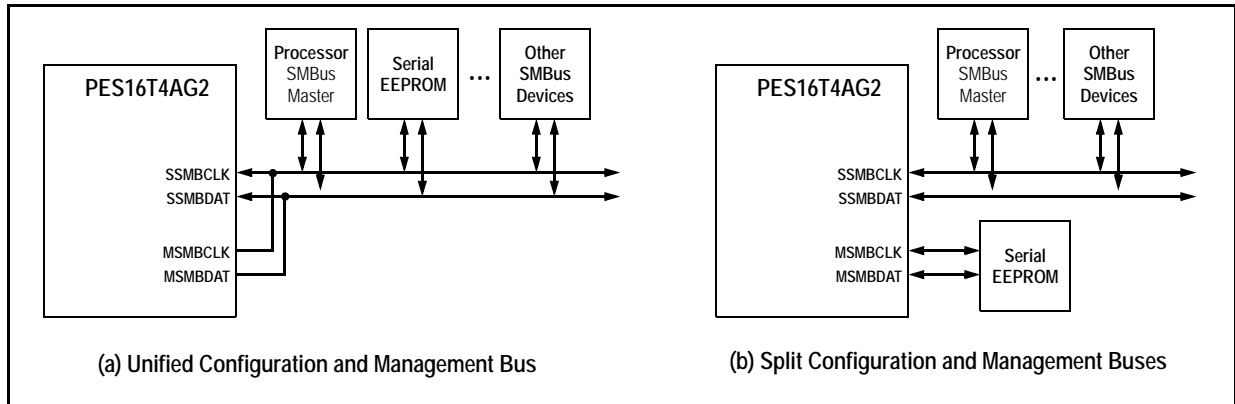 PES16T4AG2
Processor
SMBus
Master
Serial
EEPROM
...
Other
SMBus
Devices
SSMBCLK
SSMBDAT
MSMBCLK
MSMBDAT
(a) Unified Configuration and Management Bus
PES16T4AG2
Processor
SMBus
Master
...
Other
SMBus
Devices
SSMBCLK
SSMBDAT
MSMBCLK
MSMBDAT
Serial
EEPROM
(b) Split Configuration and Management Buses